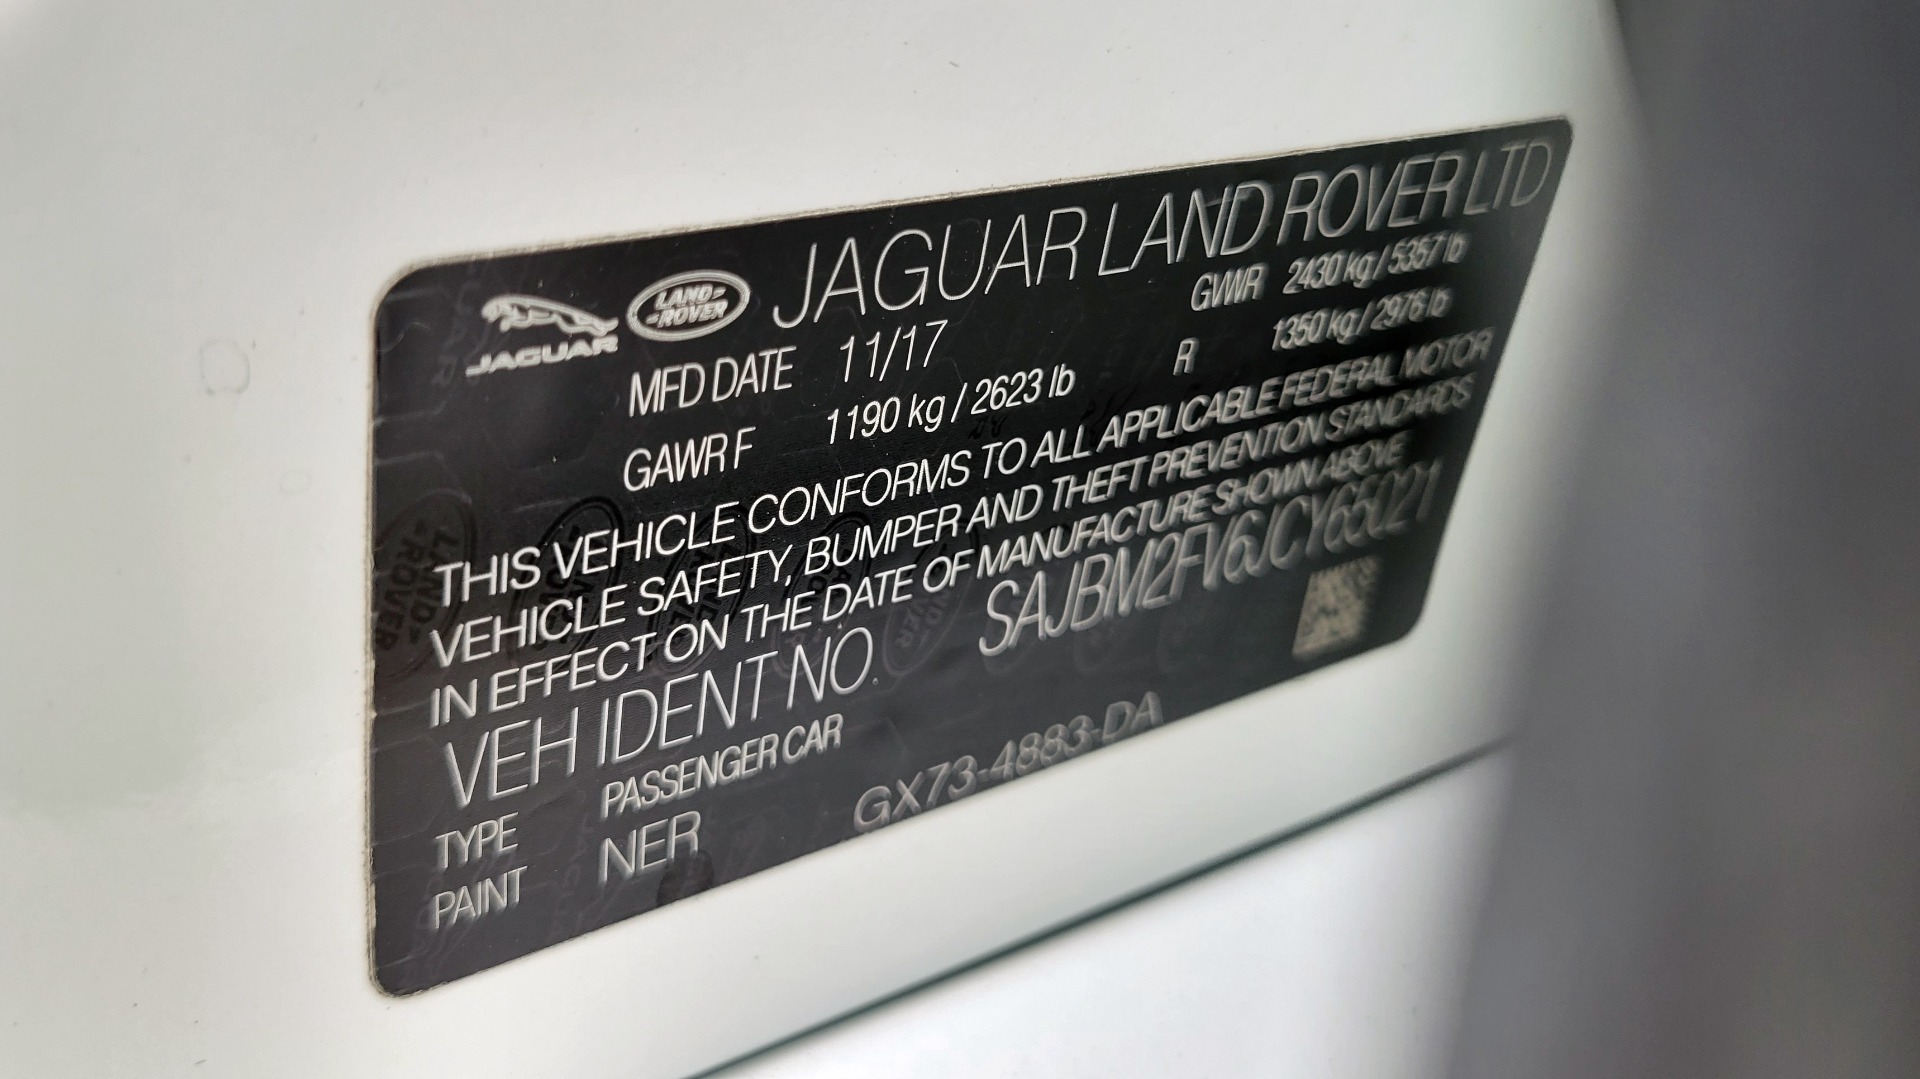 JAGUAR LAND-ROVER JAGUAR LAND ROVER LTD
MFD DATE 11/17 GWWR 2430 kg / 5357 lb
GAWR F 1190 kg / 2623 lb R 1350 kg / 2976 lb
THIS VEHICLE CONFORMS TO ALL APPLICABLE FEDERAL MOTOR
VEHICLE SAFETY, BUMPER AND THEFT PREVENTION STANDARDS
IN EFFECT ON THE DATE OF MANUFACTURE SHOWN ABOVE
VEH IDENT NO. SAJBM2FV6JCY65021
TYPE PASSENGER CAR
PAINT NER GX73-4883-DA